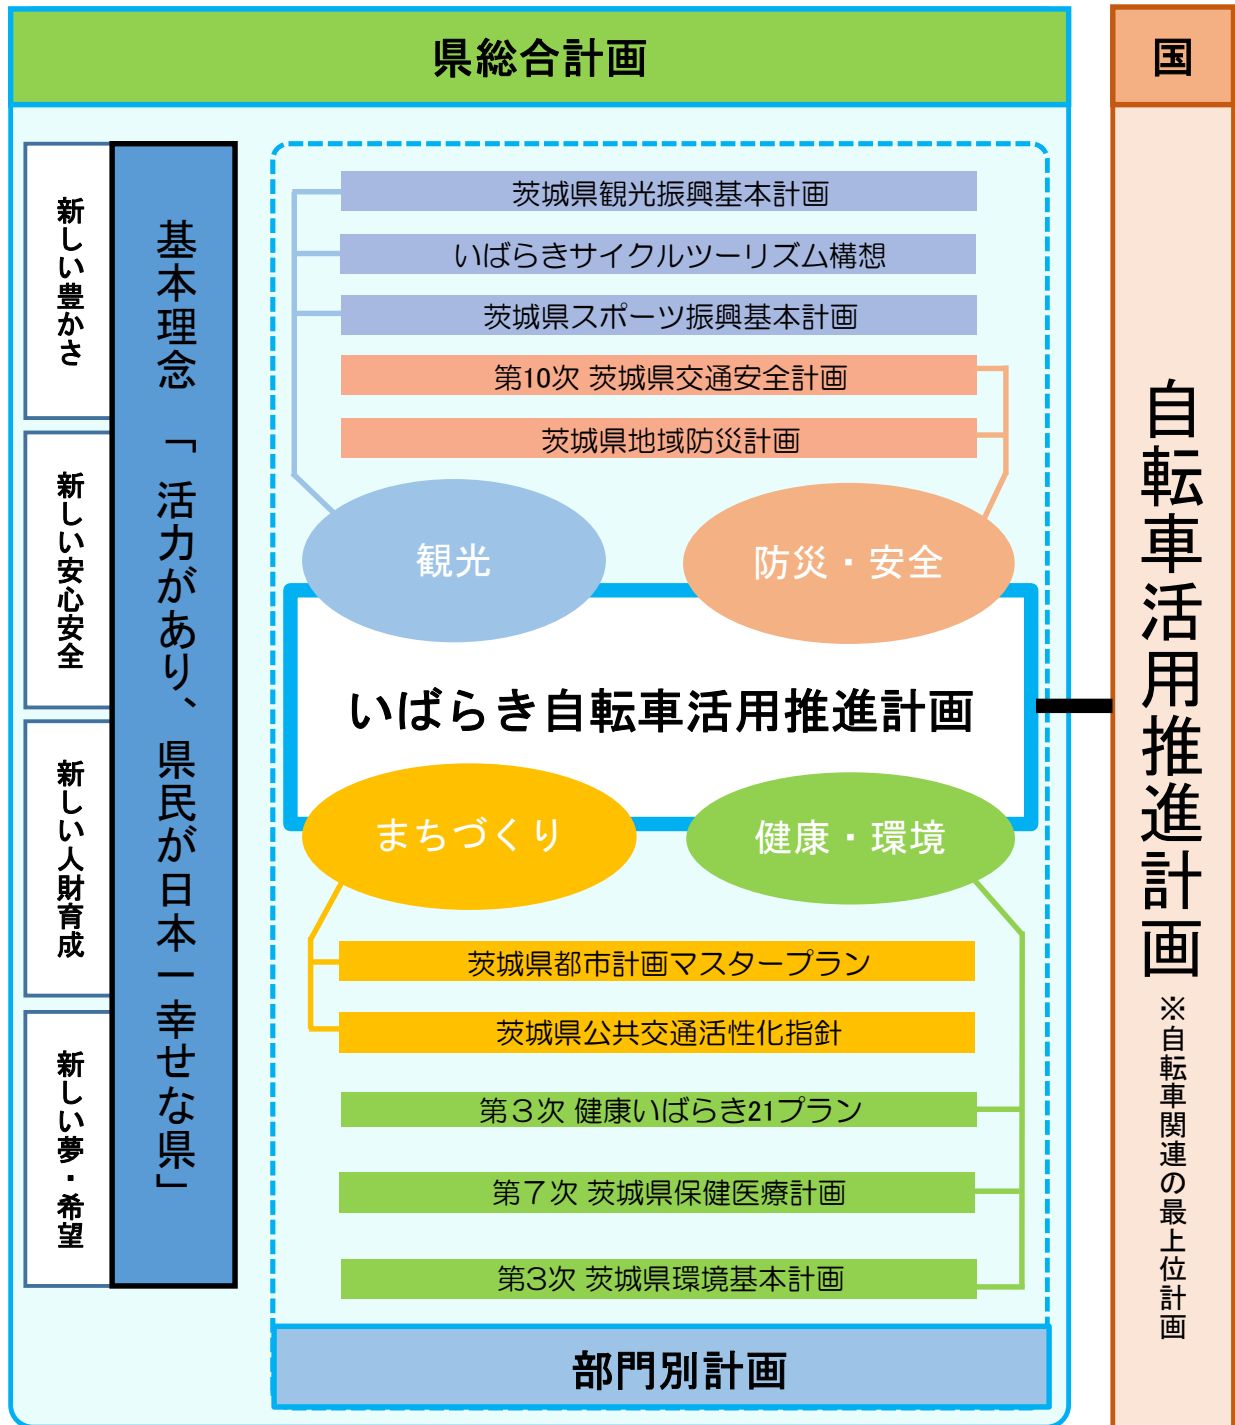 県総合計画
国
新しい豊かさ
新しい安心安全
新しい人財育成
新しい夢・希望
基本理念 「 活力があり、県民が日本一幸せな県」
茨城県観光振興基本計画
いばらきサイクルツーリズム構想
茨城県スポーツ振興基本計画
第10次 茨城県交通安全計画
茨城県地域防災計画
観光
防災・安全
いばらき自転車活用推進計画
まちづくり
健康・環境
茨城県都市計画マスタープラン
茨城県公共交通活性化指針
第３次 健康いばらき21プラン
第７次 茨城県保健医療計画
第3次 茨城県環境基本計画
部門別計画
自転車活用推進計画 ※自転車関連の最上位計画